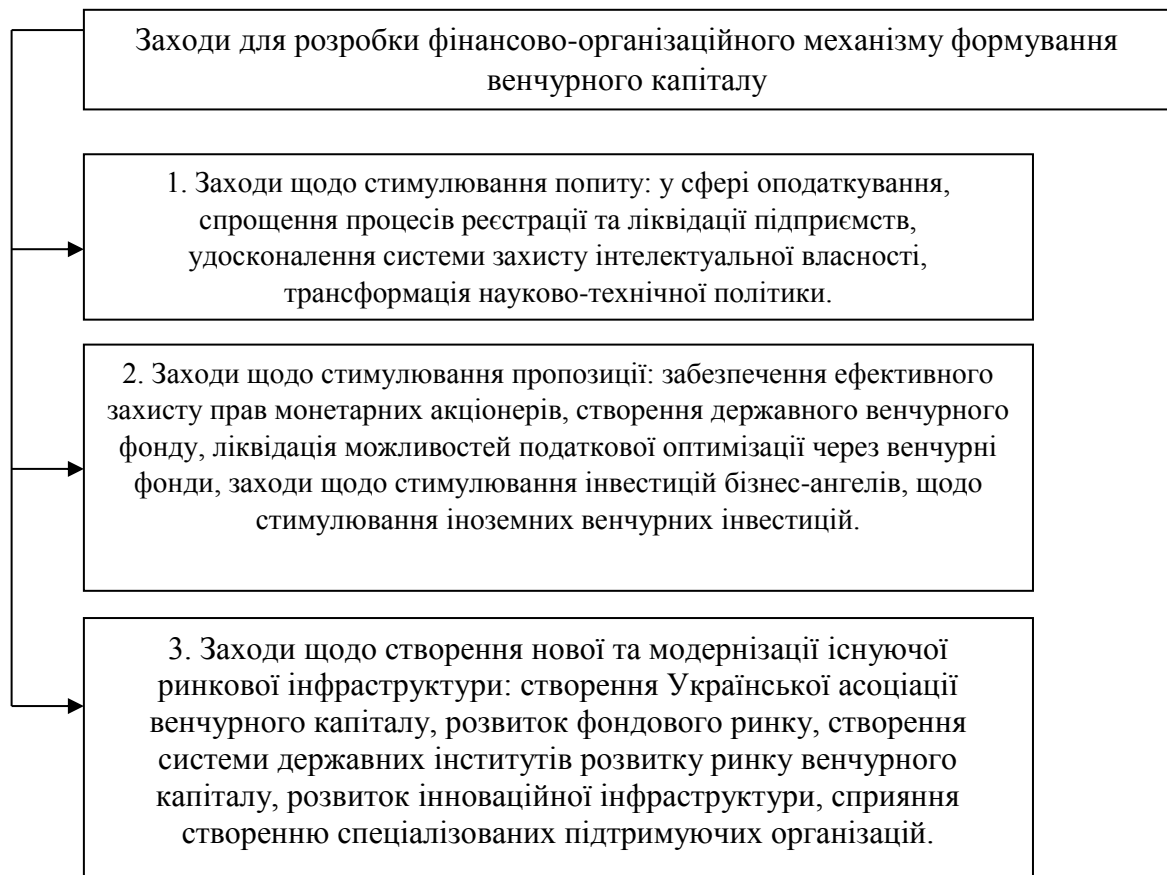 Заходи для розробки фінансово-організаційного механізму формування
венчурного капіталу
1. Заходи щодо стимулювання попиту: у сфері оподаткування,
спрощення процесів реєстрації та ліквідації підприємств,
удосконалення системи захисту інтелектуальної власності,
трансформація науково-технічної політики.
2. Заходи щодо стимулювання пропозиції: забезпечення ефективного
захисту прав монетарних акціонерів, створення державного венчурного
фонду, ліквідація можливостей податкової оптимізації через венчурні
фонди, заходи щодо стимулювання інвестицій бізнес-ангелів, щодо
стимулювання іноземних венчурних інвестицій.
3. Заходи щодо створення нової та модернізації існуючої
ринкової інфраструктури: створення Української асоціації
венчурного капіталу, розвиток фондового ринку, створення
системи державних інститутів розвитку ринку венчурного
капіталу, розвиток інноваційної інфраструктури, сприяння
створенню спеціалізованих підтримуючих організацій.